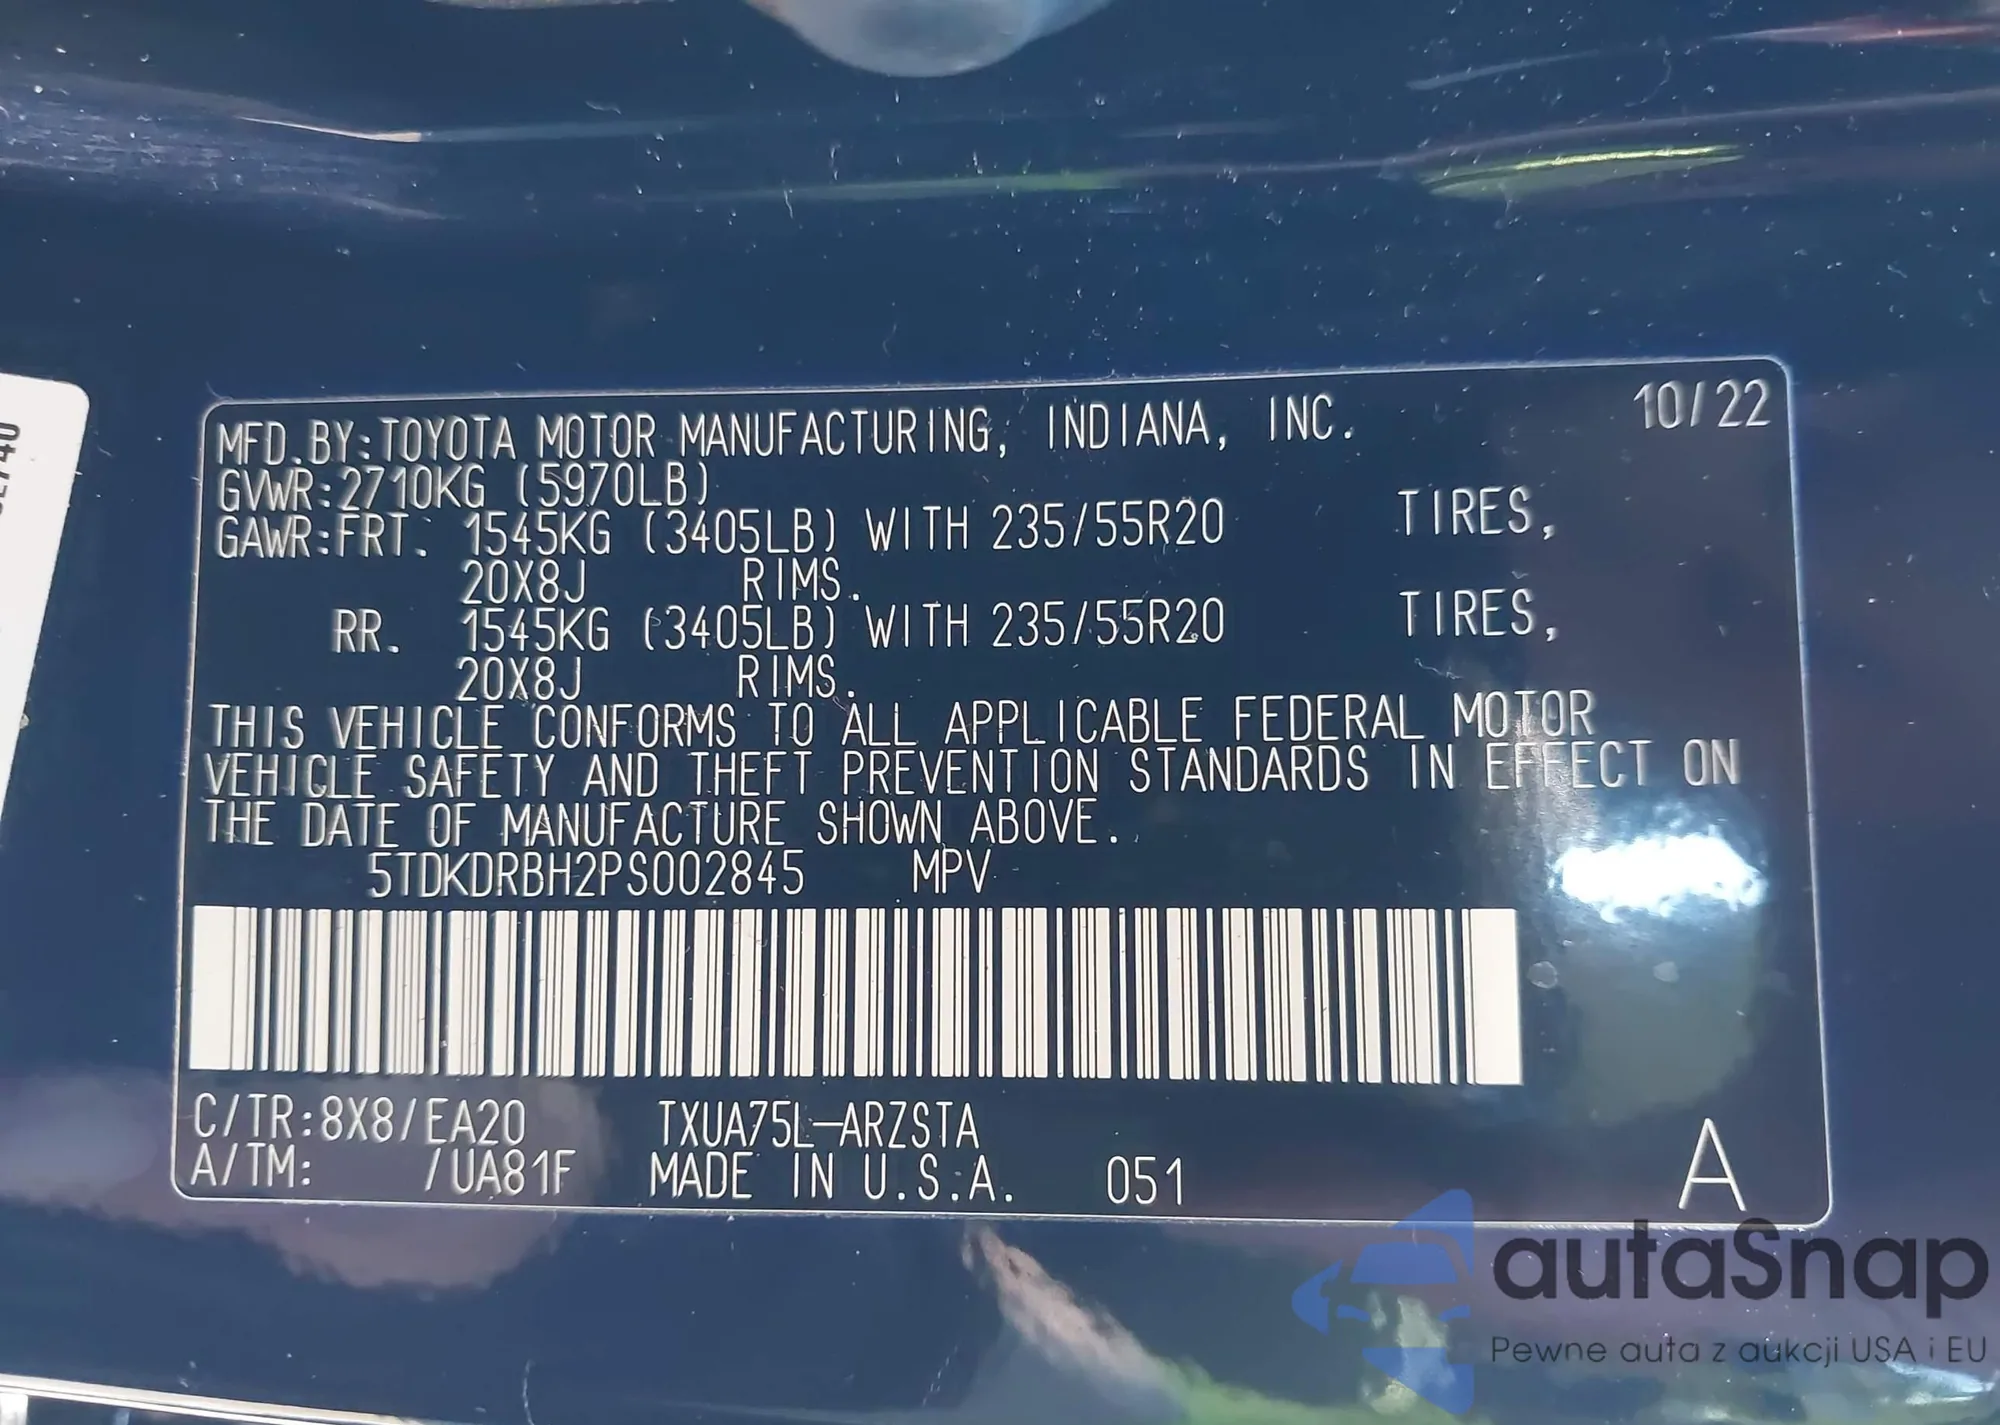 MFD.BY:TOYOTA MOTOR MANUFACTURING, INDIANA, INC. 10/22
GVWR:2710KG (5970LB)
GAWR:FRT. 1545KG (3405LB) WITH 235/55R20 TIRES,
20X8J RIMS.
RR. 1545KG (3405LB) WITH 235/55R20 TIRES,
20X8J RIMS.
THIS VEHICLE CONFORMS TO ALL APPLICABLE FEDERAL MOTOR
VEHICLE SAFETY AND THEFT PREVENTION STANDARDS IN EFFECT ON
THE DATE OF MANUFACTURE SHOWN ABOVE.
5TDKDRBH2PS002845 MPV
C/TR:8X8/EA20 TXUA75L-ARZSTA
A/TM: /UA81F MADE IN U.S.A. 051 A
autaSnap
Pewne auta z aukcji USA i EU